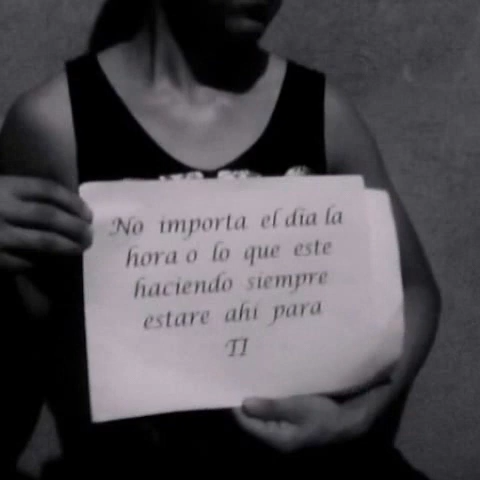 No importa el dia la
hora o lo que este
haciendo siempre
estare ahi para
TI